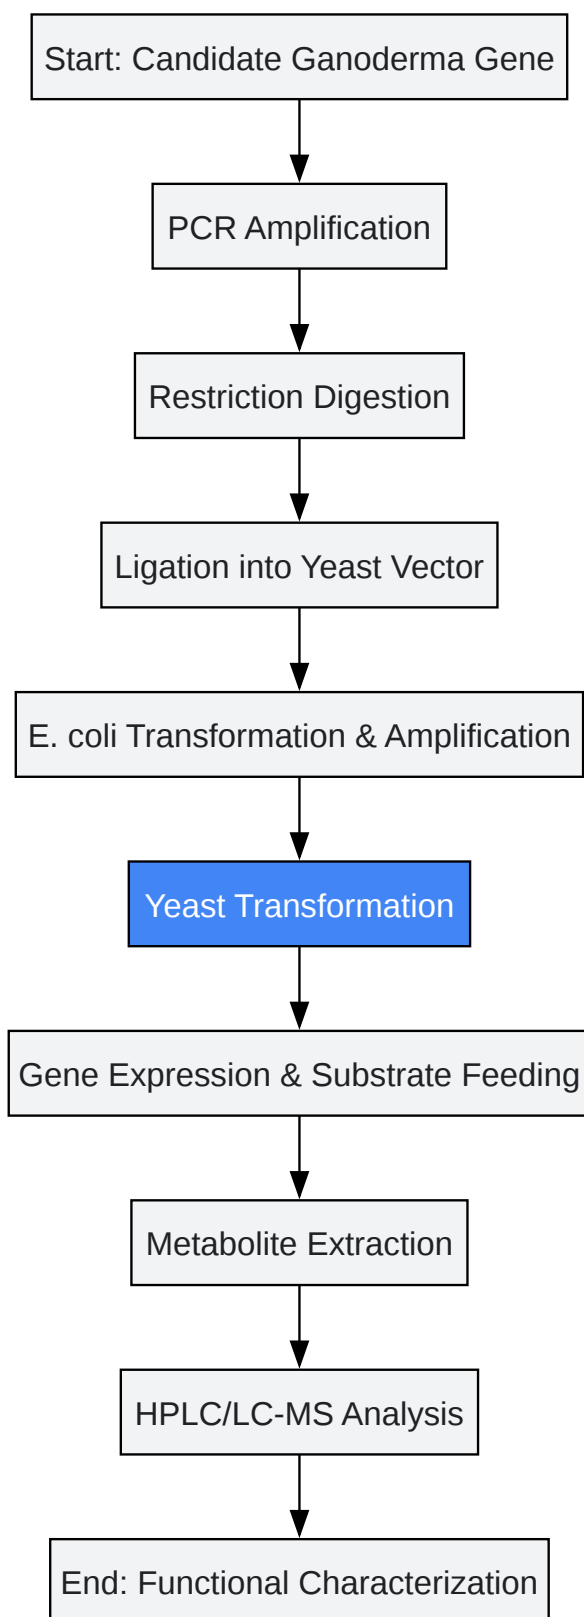 Start: Candidate Ganoderma Gene
PCR Amplification
Restriction Digestion
Ligation into Yeast Vector
E. coli Transformation & Amplification
Yeast Transformation
Gene Expression & Substrate Feeding
Metabolite Extraction
HPLC/LC-MS Analysis
End: Functional Characterization